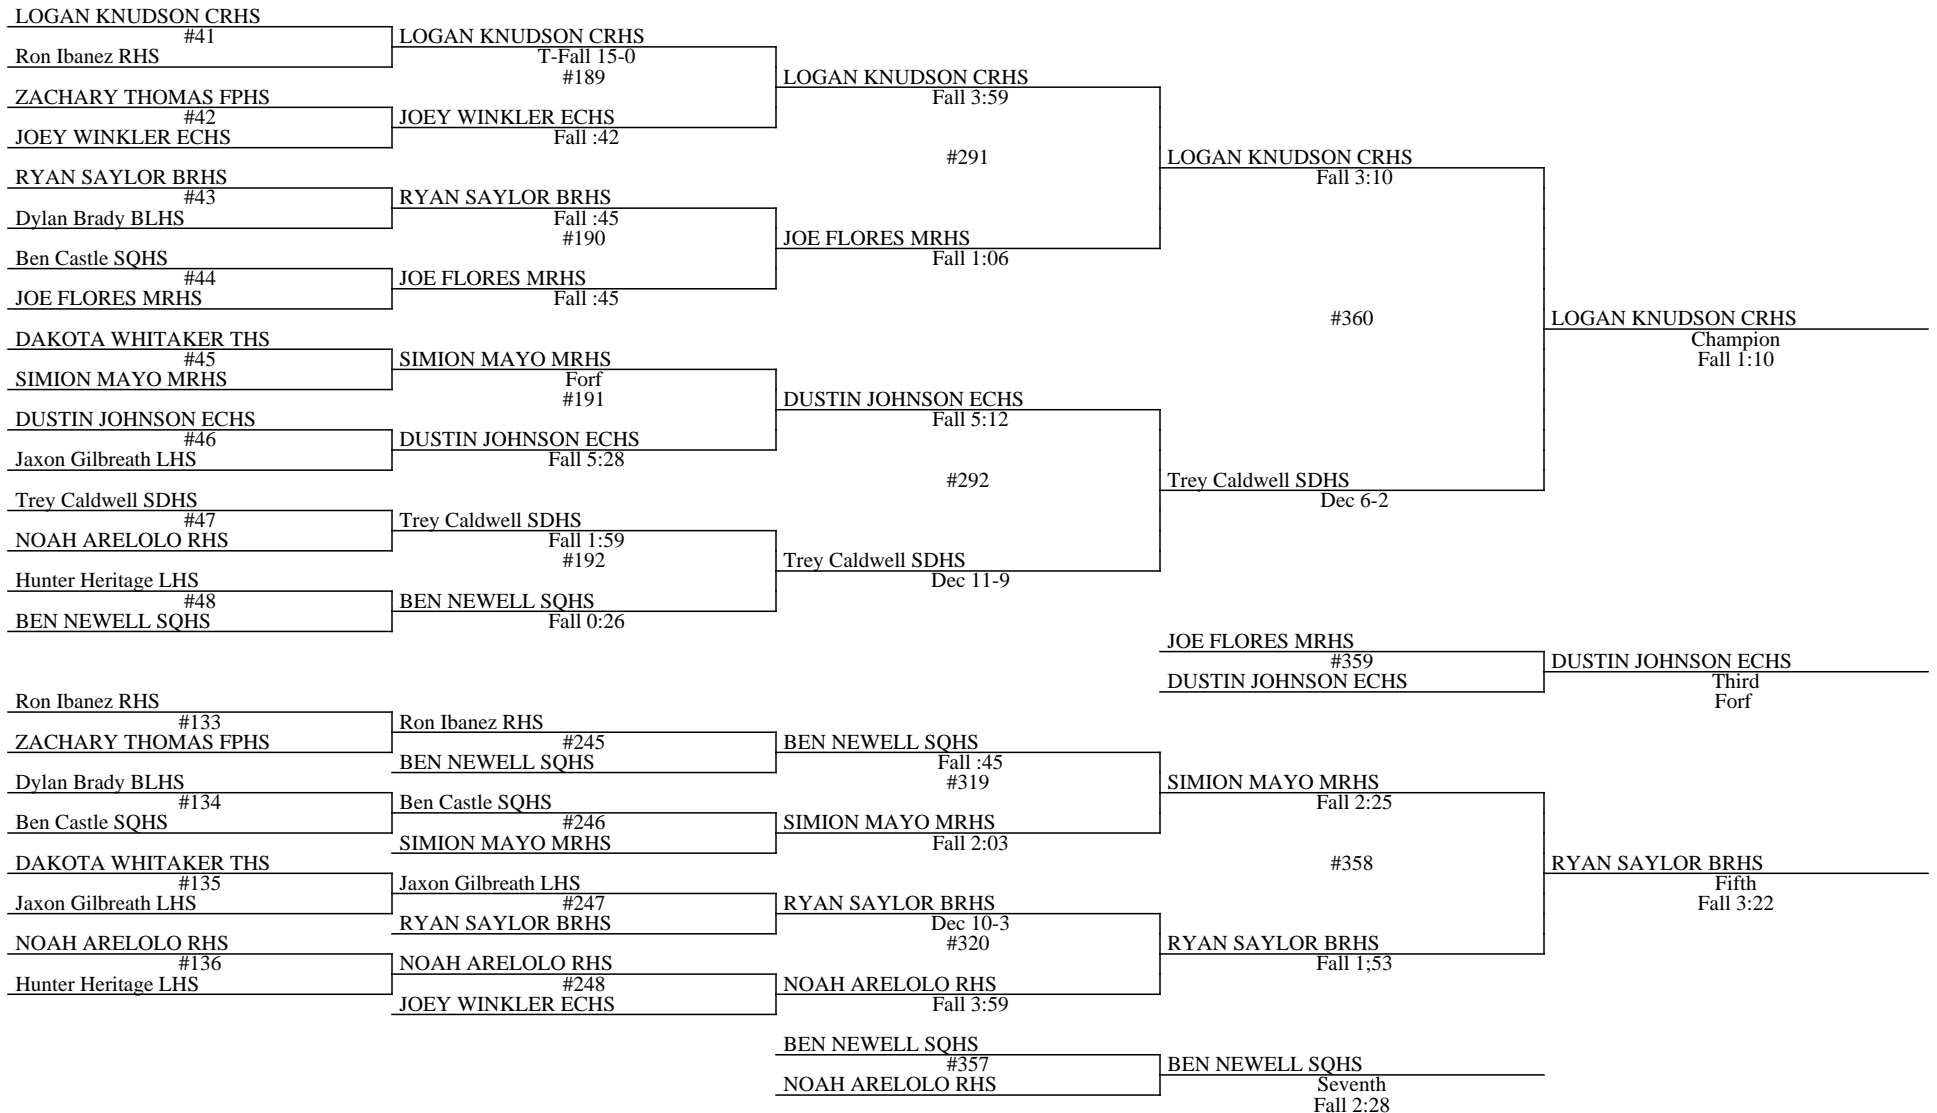 LOGAN KNUDSON CRHS
#41
Ron Ibanez RHS
ZACHARY THOMAS FPHS
#42
JOEY WINKLER ECHS
RYAN SAYLOR BRHS
#43
Dylan Brady BLHS
Ben Castle SQHS
#44
JOE FLORES MRHS
DAKOTA WHITAKER THS
#45
SIMION MAYO MRHS
DUSTIN JOHNSON ECHS
#46
Jaxon Gilbreath LHS
Trey Caldwell SDHS
#47
NOAH ARELOLO RHS
Hunter Heritage LHS
#48
BEN NEWELL SQHS
LOGAN KNUDSON CRHS
T-Fall 15-0
#189
JOEY WINKLER ECHS
Fall :42
RYAN SAYLOR BRHS
Fall :45
#190
JOE FLORES MRHS
Fall :45
SIMION MAYO MRHS
Forf
#191
DUSTIN JOHNSON ECHS
Fall 5:28
Trey Caldwell SDHS
Fall 1:59
#192
BEN NEWELL SQHS
Fall 0:26
LOGAN KNUDSON CRHS
Fall 3:59
#291
JOE FLORES MRHS
Fall 1:06
DUSTIN JOHNSON ECHS
Fall 5:12
#292
Trey Caldwell SDHS
Dec 11-9
LOGAN KNUDSON CRHS
Fall 3:10
#360
Trey Caldwell SDHS
Dec 6-2
LOGAN KNUDSON CRHS
Champion
Fall 1:10
JOE FLORES MRHS
#359
DUSTIN JOHNSON ECHS
DUSTIN JOHNSON ECHS
Third
Forf
Ron Ibanez RHS
#133
ZACHARY THOMAS FPHS
Dylan Brady BLHS
#134
Ben Castle SQHS
DAKOTA WHITAKER THS
#135
Jaxon Gilbreath LHS
NOAH ARELOLO RHS
#136
Hunter Heritage LHS
Ron Ibanez RHS
#245
BEN NEWELL SQHS
Ben Castle SQHS
#246
SIMION MAYO MRHS
Jaxon Gilbreath LHS
#247
RYAN SAYLOR BRHS
NOAH ARELOLO RHS
#248
JOEY WINKLER ECHS
BEN NEWELL SQHS
Fall :45
#319
SIMION MAYO MRHS
Fall 2:03
RYAN SAYLOR BRHS
Dec 10-3
#320
NOAH ARELOLO RHS
Fall 3:59
SIMION MAYO MRHS
Fall 2:25
#358
RYAN SAYLOR BRHS
Fall 1;53
RYAN SAYLOR BRHS
Fifth
Fall 3:22
BEN NEWELL SQHS
#357
NOAH ARELOLO RHS
BEN NEWELL SQHS
Seventh
Fall 2:28